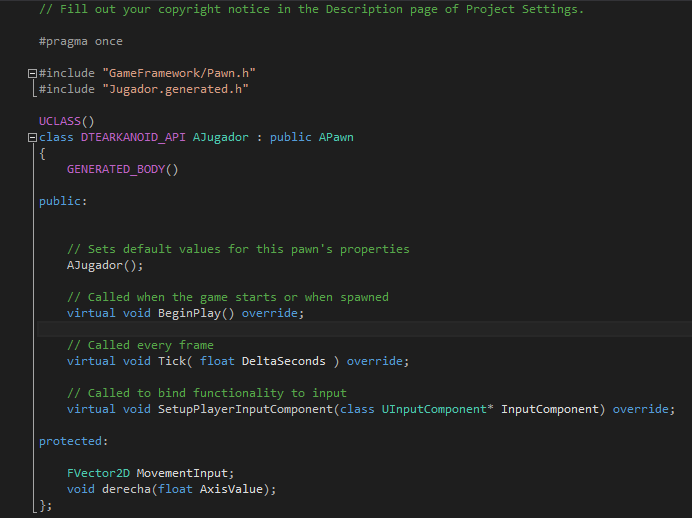 // Fill out your copyright notice in the Description page of Project Settings.
#pragma once
#include "GameFramework/Pawn.h"
#include "Jugador.generated.h"
UCLASS()
class DTEARKANOID_API AJugador : public APawn
{
GENERATED_BODY()
public:
// Sets default values for this pawn's properties
AJugador();
// Called when the game starts or when spawned
virtual void BeginPlay() override;
// Called every frame
virtual void Tick( float DeltaSeconds ) override;
// Called to bind functionality to input
virtual void SetupPlayerInputComponent(class UInputComponent* InputComponent) override;
protected:
FVector2D MovementInput;
void derecha(float AxisValue);
};